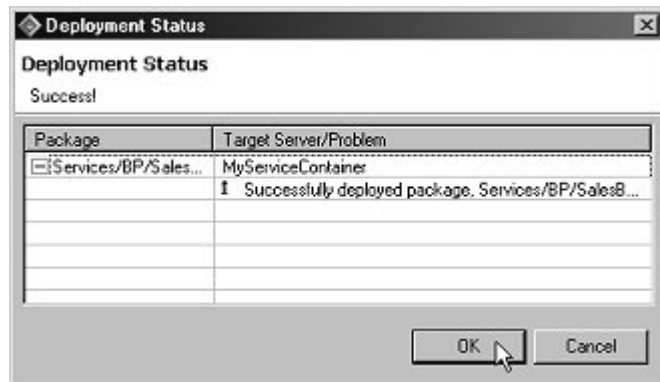 Deployment Status
Deployment Status
Success!
Package Target Server/Problem
Services/BP/Sales... MyServiceContainer
Successfully deployed package, Services/BP/SalesB...
OK Cancel